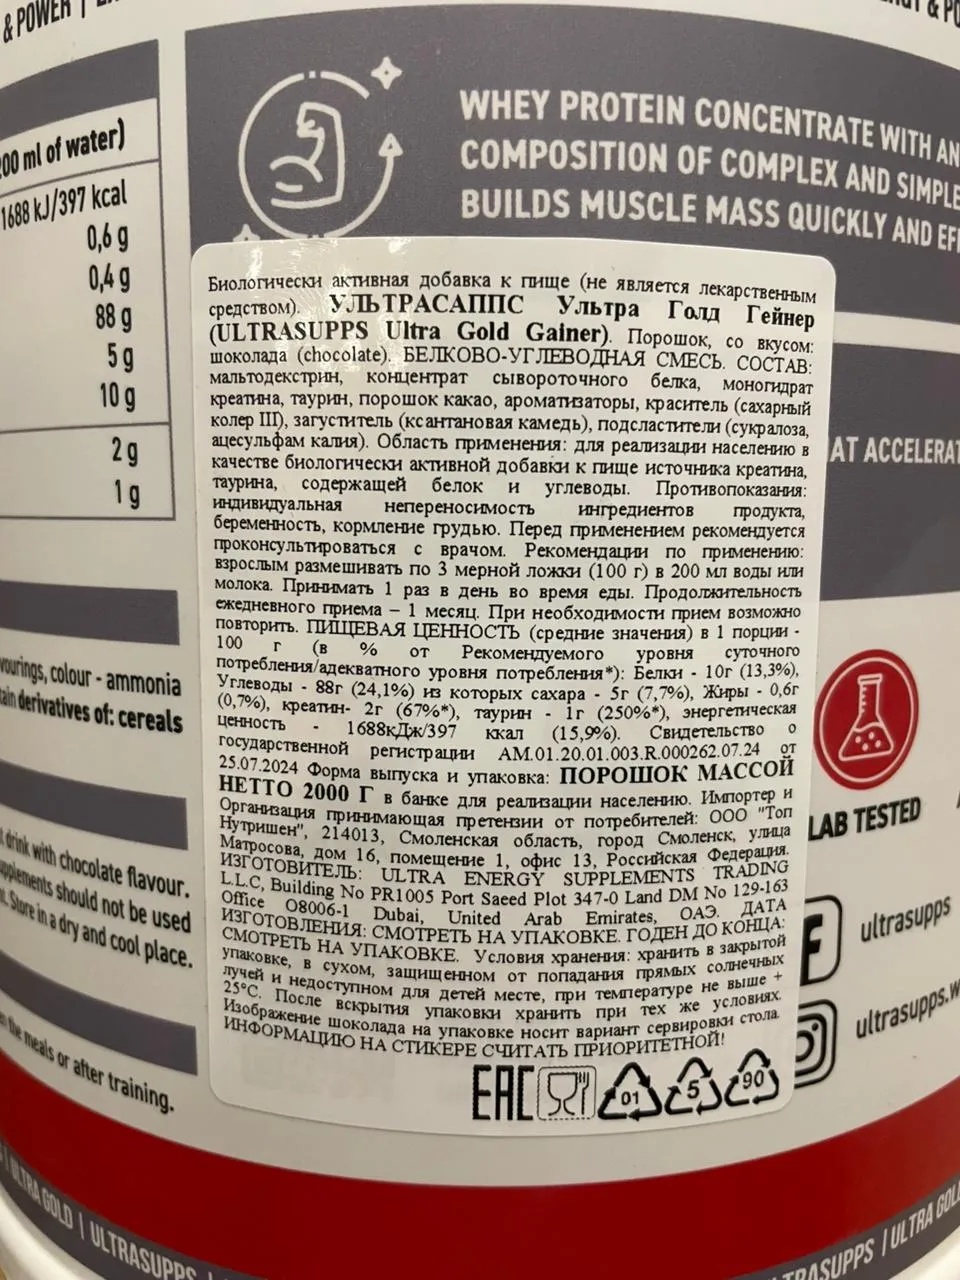 & POWER |
& PO
WHEY PROTEIN CONCENTRATE WITH AN
COMPOSITION OF COMPLEX AND SIMPLE
BUILDS MUSCLE MASS QUICKLY AND EFF
200 ml of water)
1688 kJ/397 kcal
0,6 g
0,4 g
88 g
5 g
10 g
2 g
1 g
Биологически активная добавка к пище (не является лекарственным
средством). УЛЬТРАСАППС Ультра Голд Гейнер
(ULTRASUPPS Ultra Gold Gainer). Порошок, со вкусом:
шоколада (chocolate). БЕЛКОВО-УГЛЕВОДНАЯ СМЕСЬ. СОСТАВ:
мальтодекстрин, концентрат сывороточного белка, моногидрат
креатина, таурин, порошок какао, ароматизаторы, краситель (сахарный
колер III), загуститель (ксантановая камедь), подсластители (сукралоза,
ацесульфам калия). Область применения: для реализации населению в
качестве биологически активной добавки к пище источника креатина,
таурина, содержащей белок и углеводы. Противопоказания:
индивидуальная непереносимость ингредиентов продукта,
беременность, кормление грудью. Перед применением рекомендуется
проконсультироваться с врачом. Рекомендации по применению:
взрослым размешивать по 3 мерной ложки (100 г) в 200 мл воды или
молока. Принимать 1 раз в день во время еды. Продолжительность
ежедневного приема – 1 месяц. При необходимости прием возможно
повторить. ПИЩЕВАЯ ЦЕННОСТЬ (средние значения) в 1 порции -
100 г (в % от Рекомендуемого уровня суточного
потребления/адекватного уровня потребления*): Белки - 10г (13,3%),
Углеводы - 88г (24,1%) из которых сахара - 5г (7,7%), Жиры - 0,6г
(0,7%), креатин- 2г (67%*), таурин - 1г (250%*), энергетическая
ценность - 1688кДж/397 ккал (15,9%). Свидетельство о
государственной регистрации AM.01.20.01.003.R.000262.07.24 от
25.07.2024 Форма выпуска и упаковка: ПОРОШОК МАССОЙ
НЕТТО 2000 Г в банке для реализации населению. Импортер и
Организация принимающая претензии от потребителей: ООО "Топ
Нутришен", 214013, Смоленская область, город Смоленск, улица
Матросова, дом 16, помещение 1, офис 13, Российская Федерация.
ИЗГОТОВИТЕЛЬ: ULTRA ENERGY SUPPLEMENTS TRADING
L.L.C, Building No PR1005 Port Saeed Plot 347-0 Land DM No 129-163
Office O8006-1 Dubai, United Arab Emirates, ОАЭ. ДАТА
ИЗГОТОВЛЕНИЯ: СМОТРЕТЬ НА УПАКОВКЕ. ГОДЕН ДО КОНЦА:
СМОТРЕТЬ НА УПАКОВКЕ. Условия хранения: хранить в закрытой
упаковке, в сухом, защищенном от попадания прямых солнечных
лучей и недоступном для детей месте, при температуре не выше +
25°С. После вскрытия упаковки хранить при тех же условиях.
Изображение шоколада на упаковке носит вариант сервировки стола.
ИНФОРМАЦИЮ НА СТИКЕРЕ СЧИТАТЬ ПРИОРИТЕТНОЙ!
EAC 01 5 90
AT ACCELERAT
LAB TESTED
ultrasupps
ultrasupps.w
vourings, colour - ammonia
tain derivatives of: cereals
drink with chocolate flavour.
pplements should not be used
Store in a dry and cool place.
the meals or after training.
ULTRA GOLD | ULTRASUPPS
TRASUPPS | ULTRA GOL